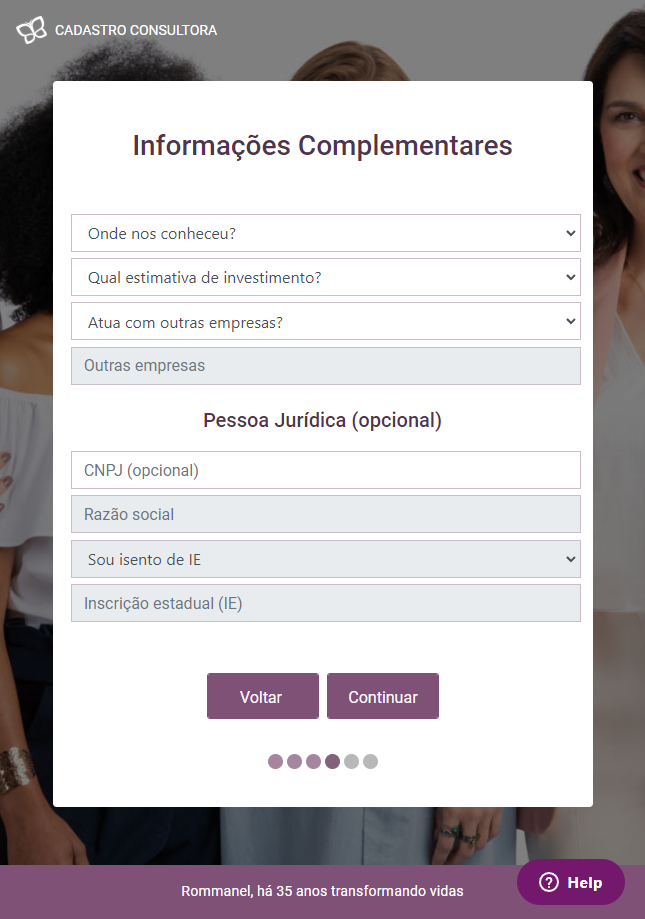 CADASTRO CONSULTORA
Informações Complementares
Onde nos conheceu?
Qual estimativa de investimento?
Atua com outras empresas?
Outras empresas
Pessoa Jurídica (opcional)
CNPJ (opcional)
Razão social
Sou isento de IE
Inscrição estadual (IE)
Voltar
Continuar
Rommanel, há 35 anos transformando vidas
Help